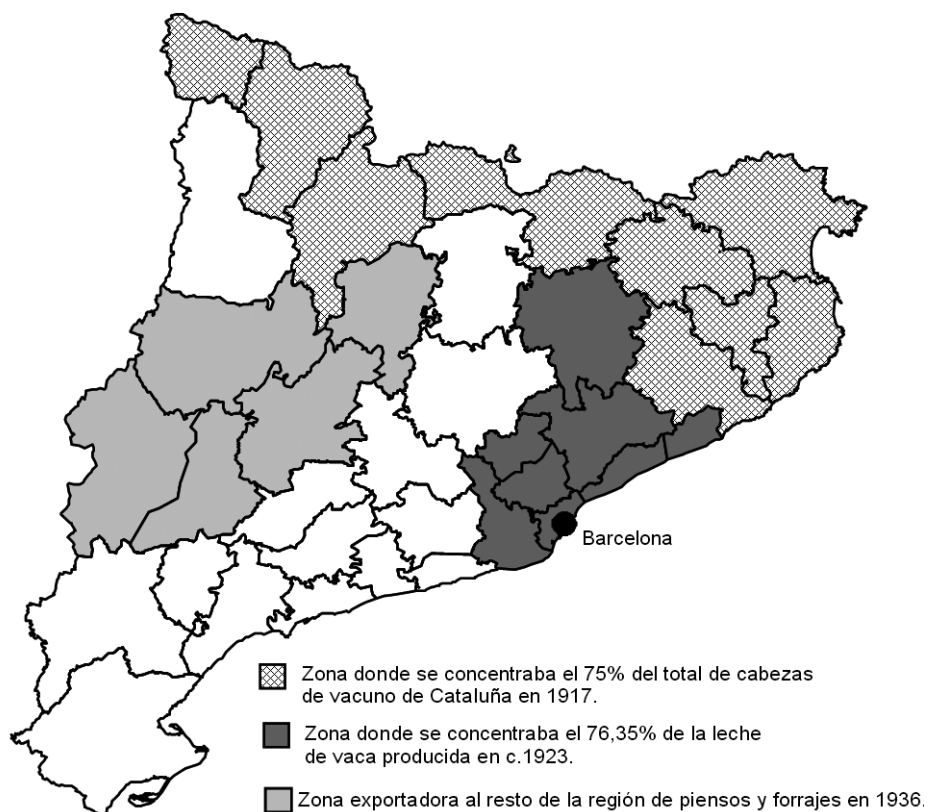 Barcelona
Zona donde se concentraba el 75% del total de cabezas
de vacuno de Cataluña en 1917.
Zona donde se concentraba el 76,35% de la leche
de vaca producida en c.1923.
Zona exportadora al resto de la región de piensos y forrajes en 1936.